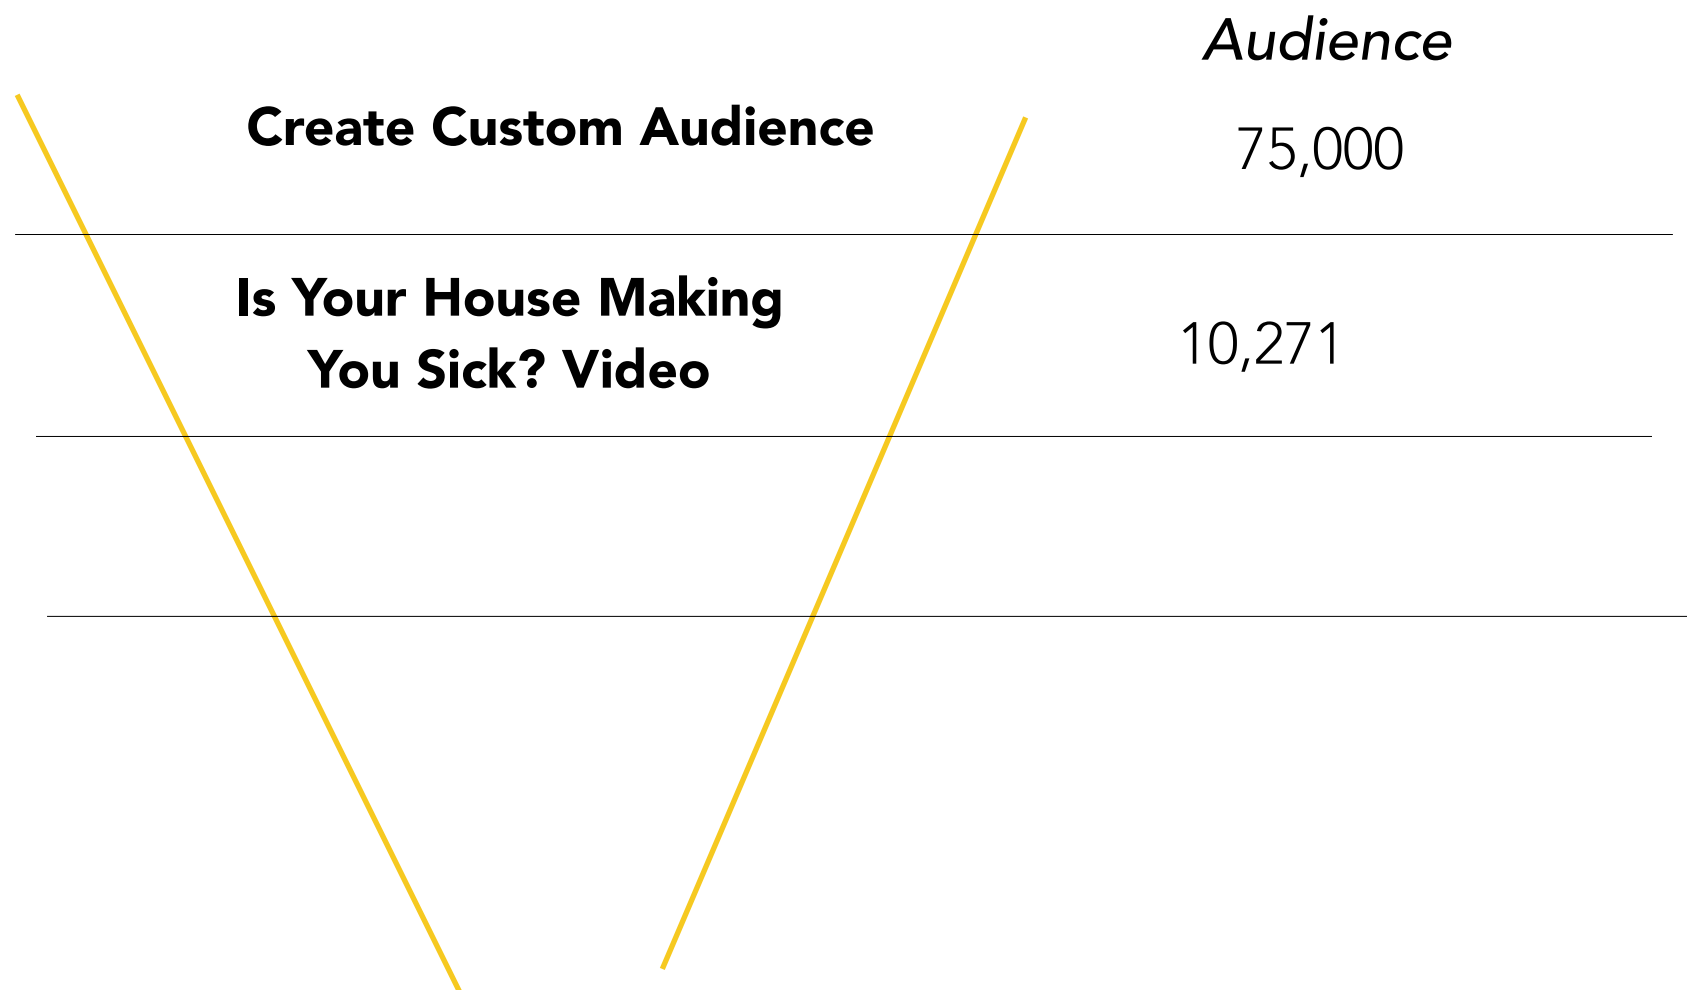 Audience
Create Custom Audience
75,000
Is Your House Making
You Sick? Video
10,271